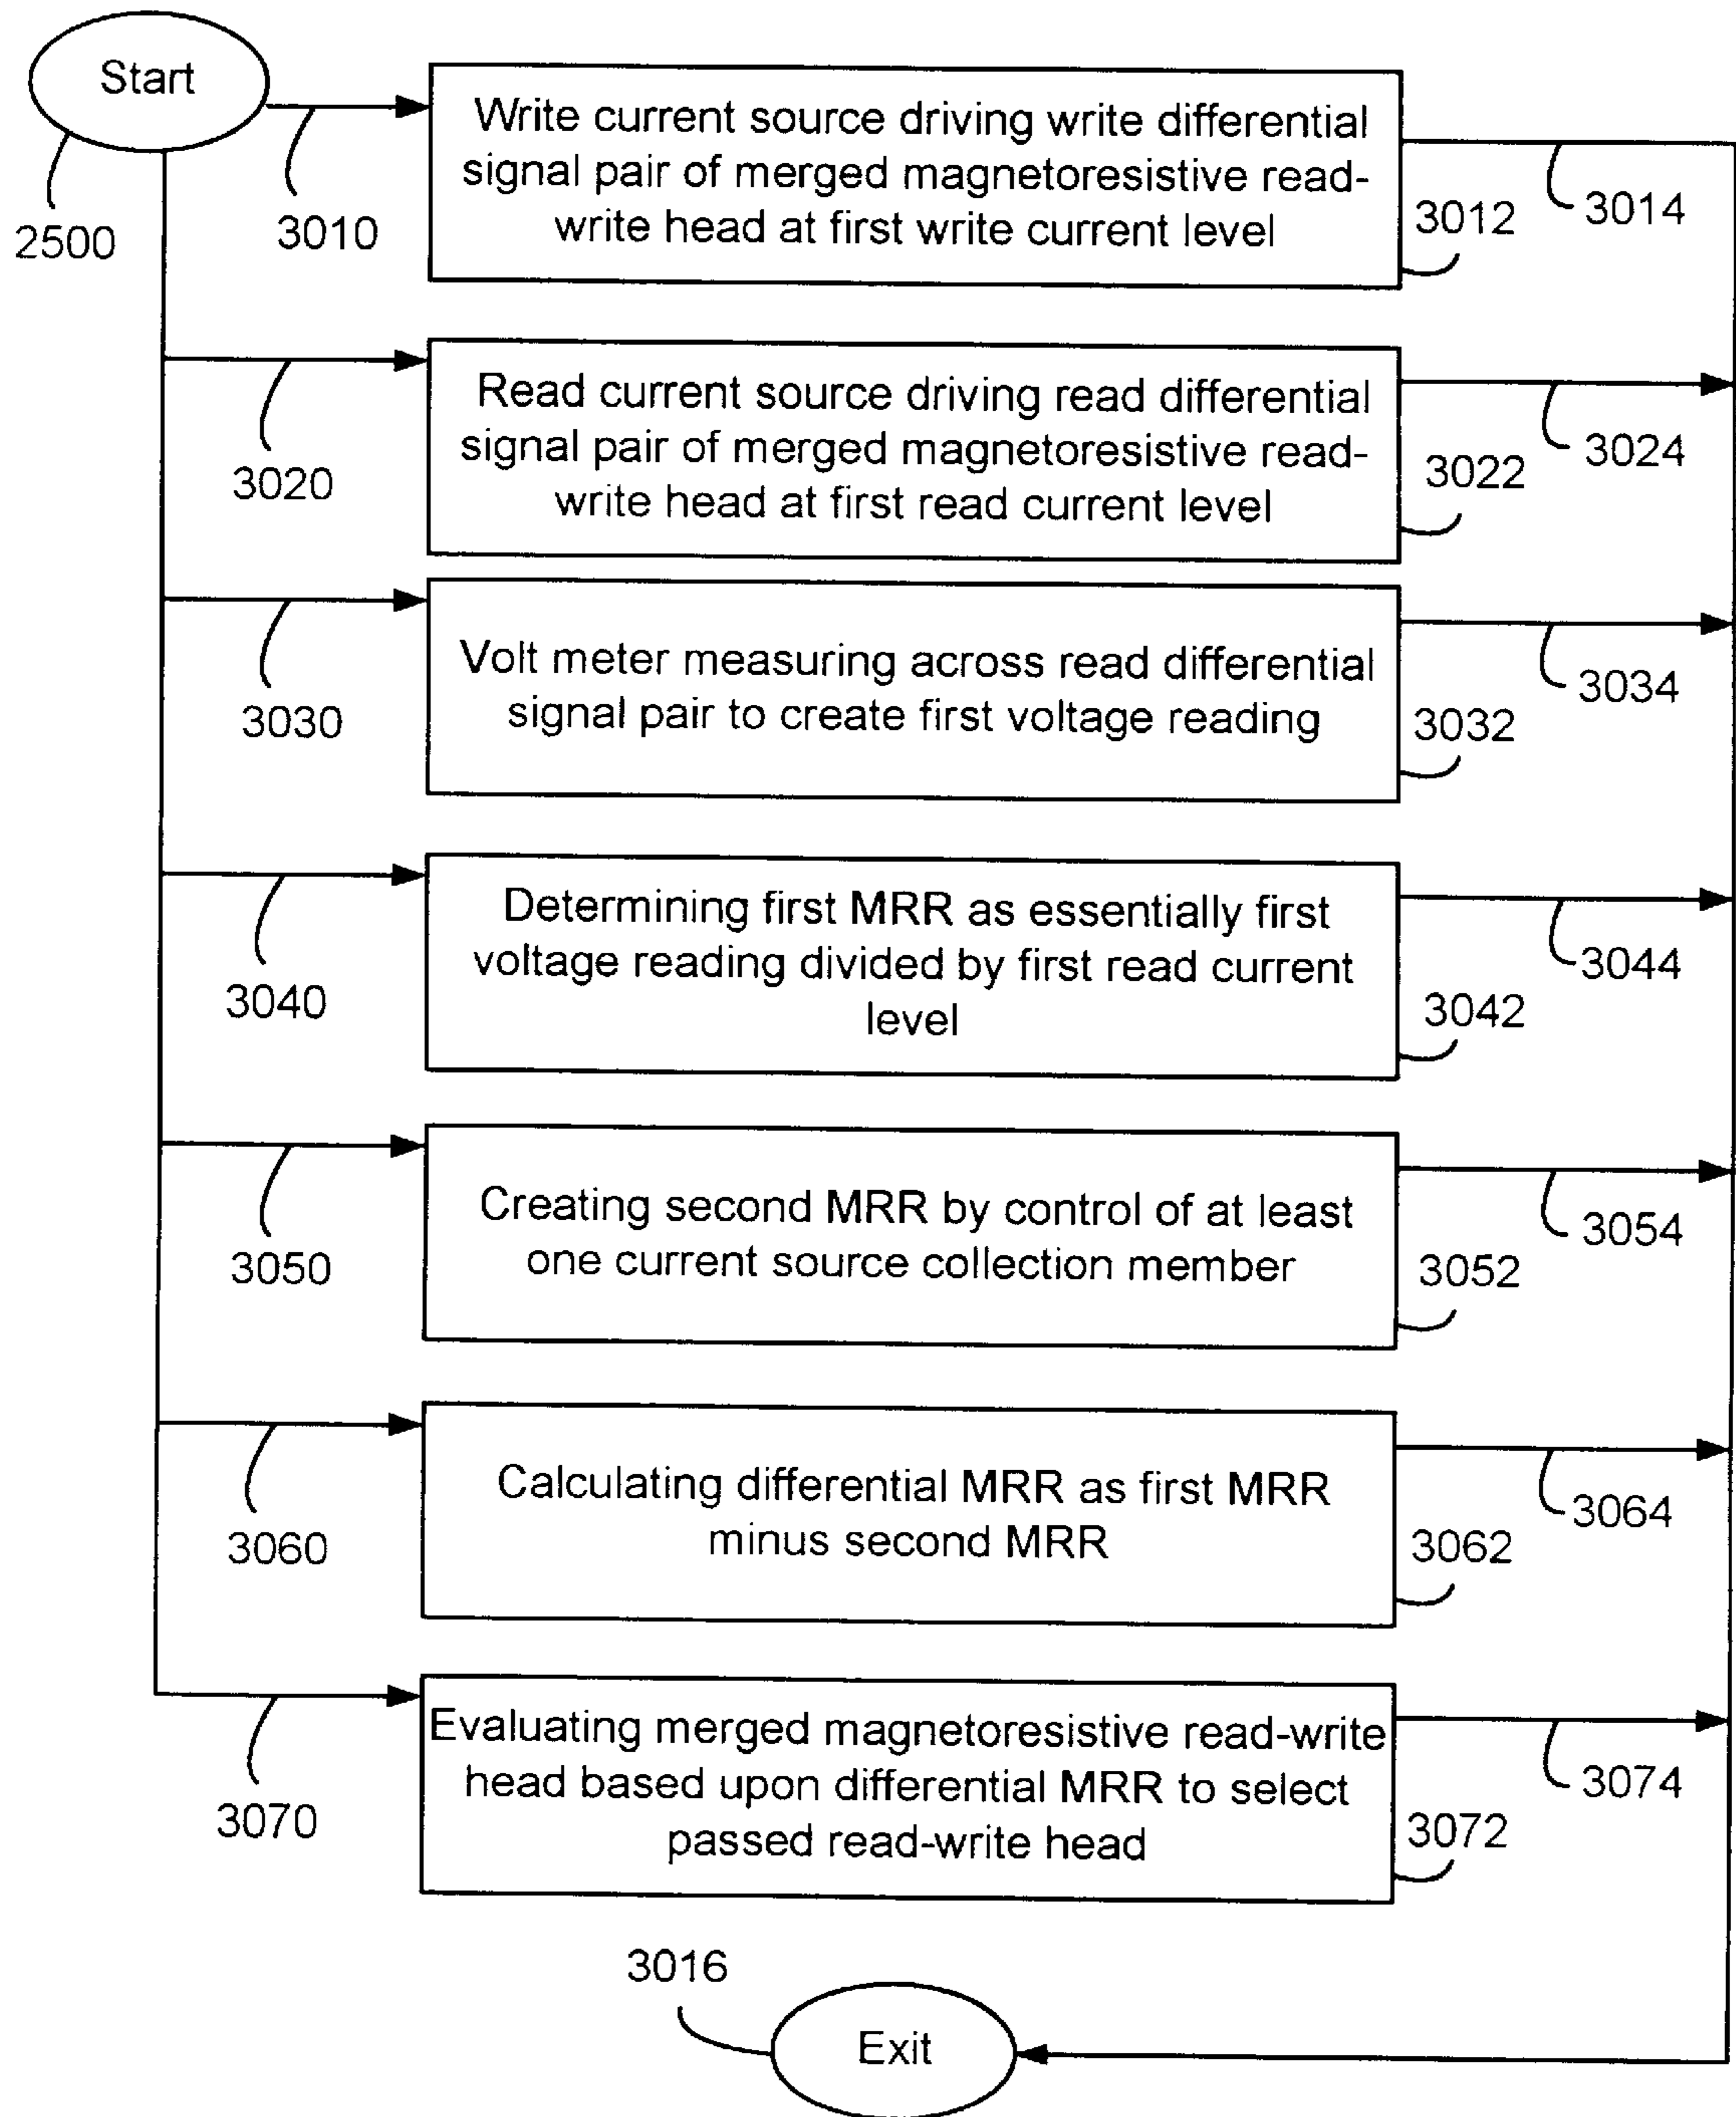 Start
2500
3010
Write current source driving write differential
signal pair of merged magnetoresistive read-
write head at first write current level
3012
3014
3020
Read current source driving read differential
signal pair of merged magnetoresistive read-
write head at first read current level
3022
3024
3030
Volt meter measuring across read differential
signal pair to create first voltage reading
3032
3034
3040
Determining first MRR as essentially first
voltage reading divided by first read current
level
3042
3044
3050
Creating second MRR by control of at least
one current source collection member
3052
3054
3060
Calculating differential MRR as first MRR
minus second MRR
3062
3064
3070
Evaluating merged magnetoresistive read-write
head based upon differential MRR to select
passed read-write head
3072
3074
3016
Exit